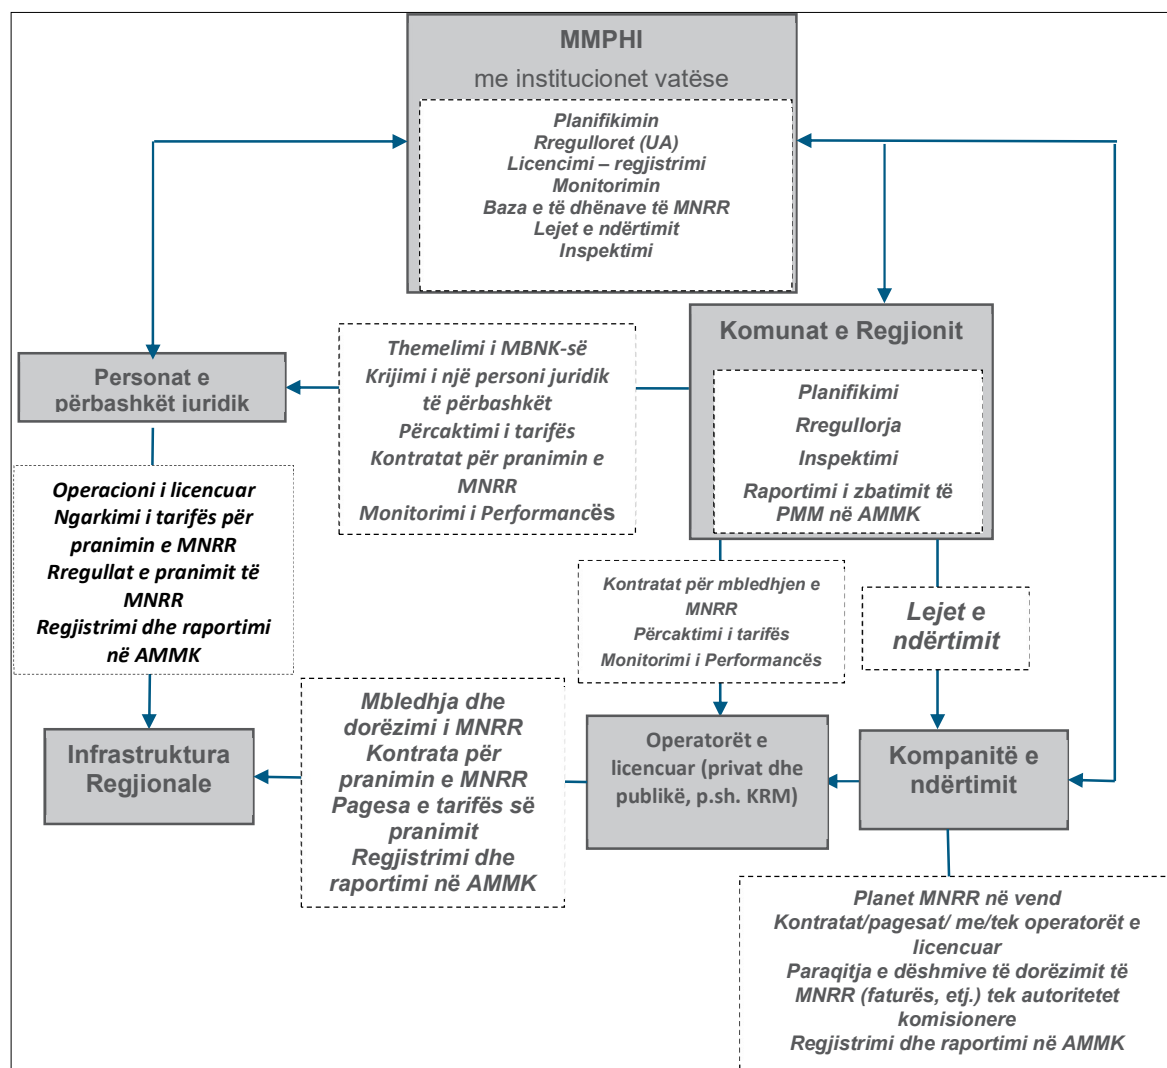 MMPHI
me institucionet vatëse
Planifikimin
Rregulloret (UA)
Licencimi – regjistrimi
Monitorimin
Baza e të dhënave të MNRR
Lejet e ndërtimit
Inspektimi
Komunat e Regjionit
Planifikimi
Rregullorja
Inspektimi
Raportimi i zbatimit të
PMM në AMMK
Themelimi i MBNK-së
Krijimi i një personi juridik
të përbashkët
Përcaktimi i tarifës
Kontratat për pranimin e
MNRR
Monitorimi i Performancës
Personat e
përbashkët juridik
Operacioni i licencuar
Ngarkimi i tarifës për
pranimin e MNRR
Rregullat e pranimit të
MNRR
Regjistrimi dhe raportimi
në AMMK
Kontratat për mbledhjen e
MNRR
Përcaktimi i tarifës
Monitorimi i Performancës
Lejet e
ndërtimit
Infrastruktura
Regjionale
Mbledhja dhe
dorëzimi i MNRR
Kontrata për
pranimin e MNRR
Pagesa e tarifës së
pranimit
Regjistrimi dhe
raportimi në AMMK
Operatorët e
licencuar (privat dhe
publikë, p.sh. KRM)
Kompanitë e
ndërtimit
Planet MNRR në vend
Kontratat/pagesat/ me/tek operatorët e
licencuar
Paraqitja e dëshmive të dorëzimit të
MNRR (faturës, etj.) tek autoritetet
komisionere
Regjistrimi dhe raportimi në AMMK